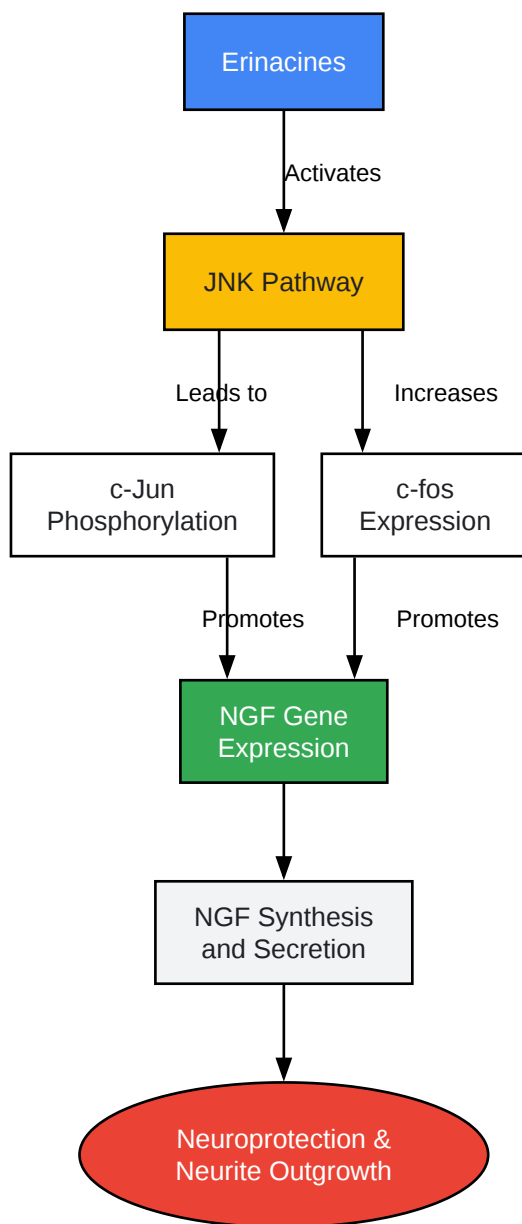 Erinacines
Activates
JNK Pathway
Leads to
Increases
c-Jun
Phosphorylation
c-fos
Expression
Promotes
Promotes
NGF Gene
Expression
NGF Synthesis
and Secretion
Neuroprotection &
Neurite Outgrowth